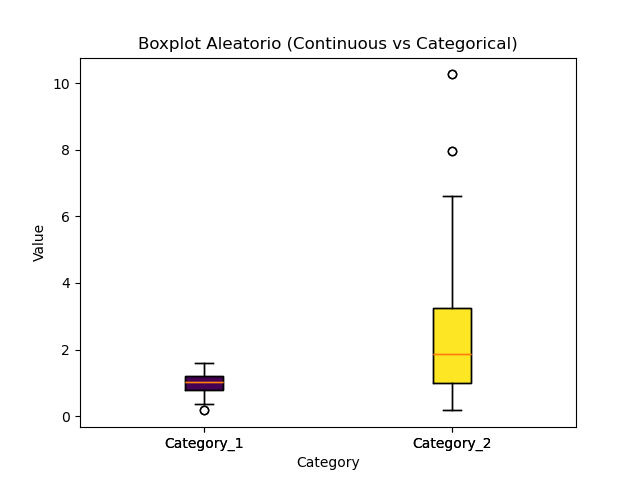 Boxplot Aleatorio (Continuous vs Categorical)
10
8
6
4
2
0
Value
Category_1
Category_2
Category